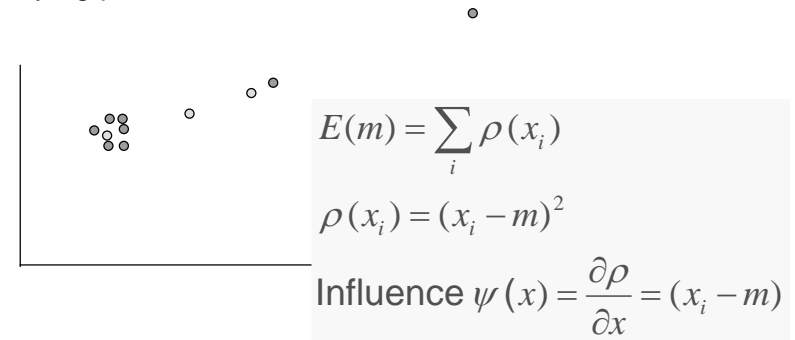 E(m) = ∑_i ρ(x_i)
ρ(x_i) = (x_i − m)^2
Influence ψ(x) = ∂ρ/∂x = (x_i − m)